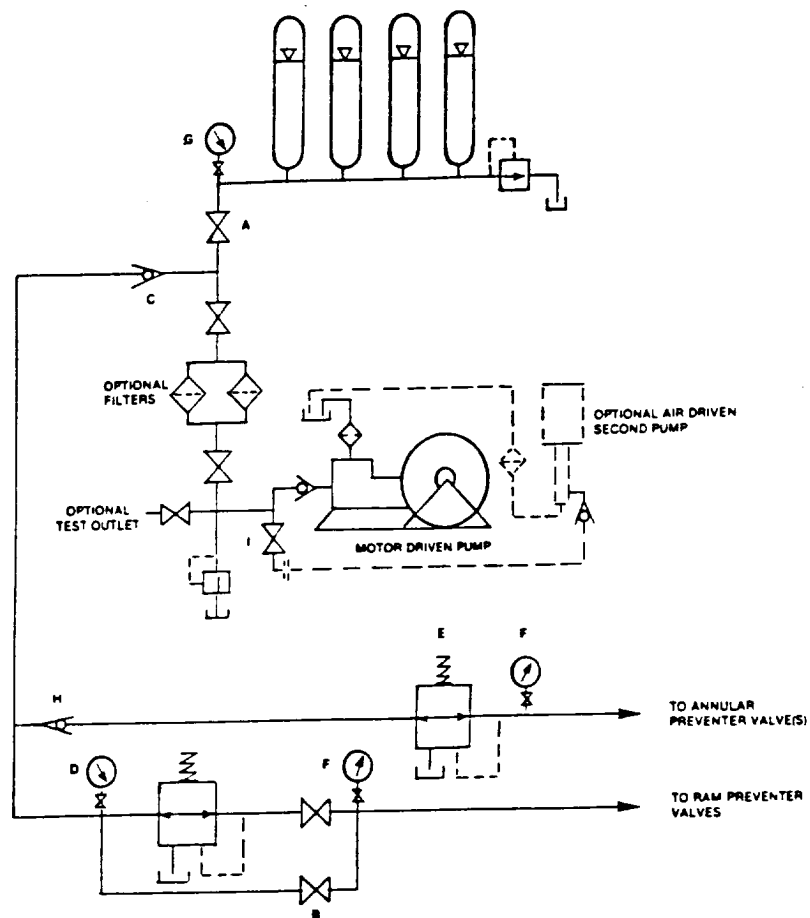 G
A
C
OPTIONAL
FILTERS
OPTIONAL AIR DRIVEN
SECOND PUMP
OPTIONAL
TEST OUTLET
I
MOTOR DRIVEN PUMP
E
F
H
TO ANNULAR
PREVENTER VALVE(S)
D
F
TO RAM PREVENTER
VALVES
B